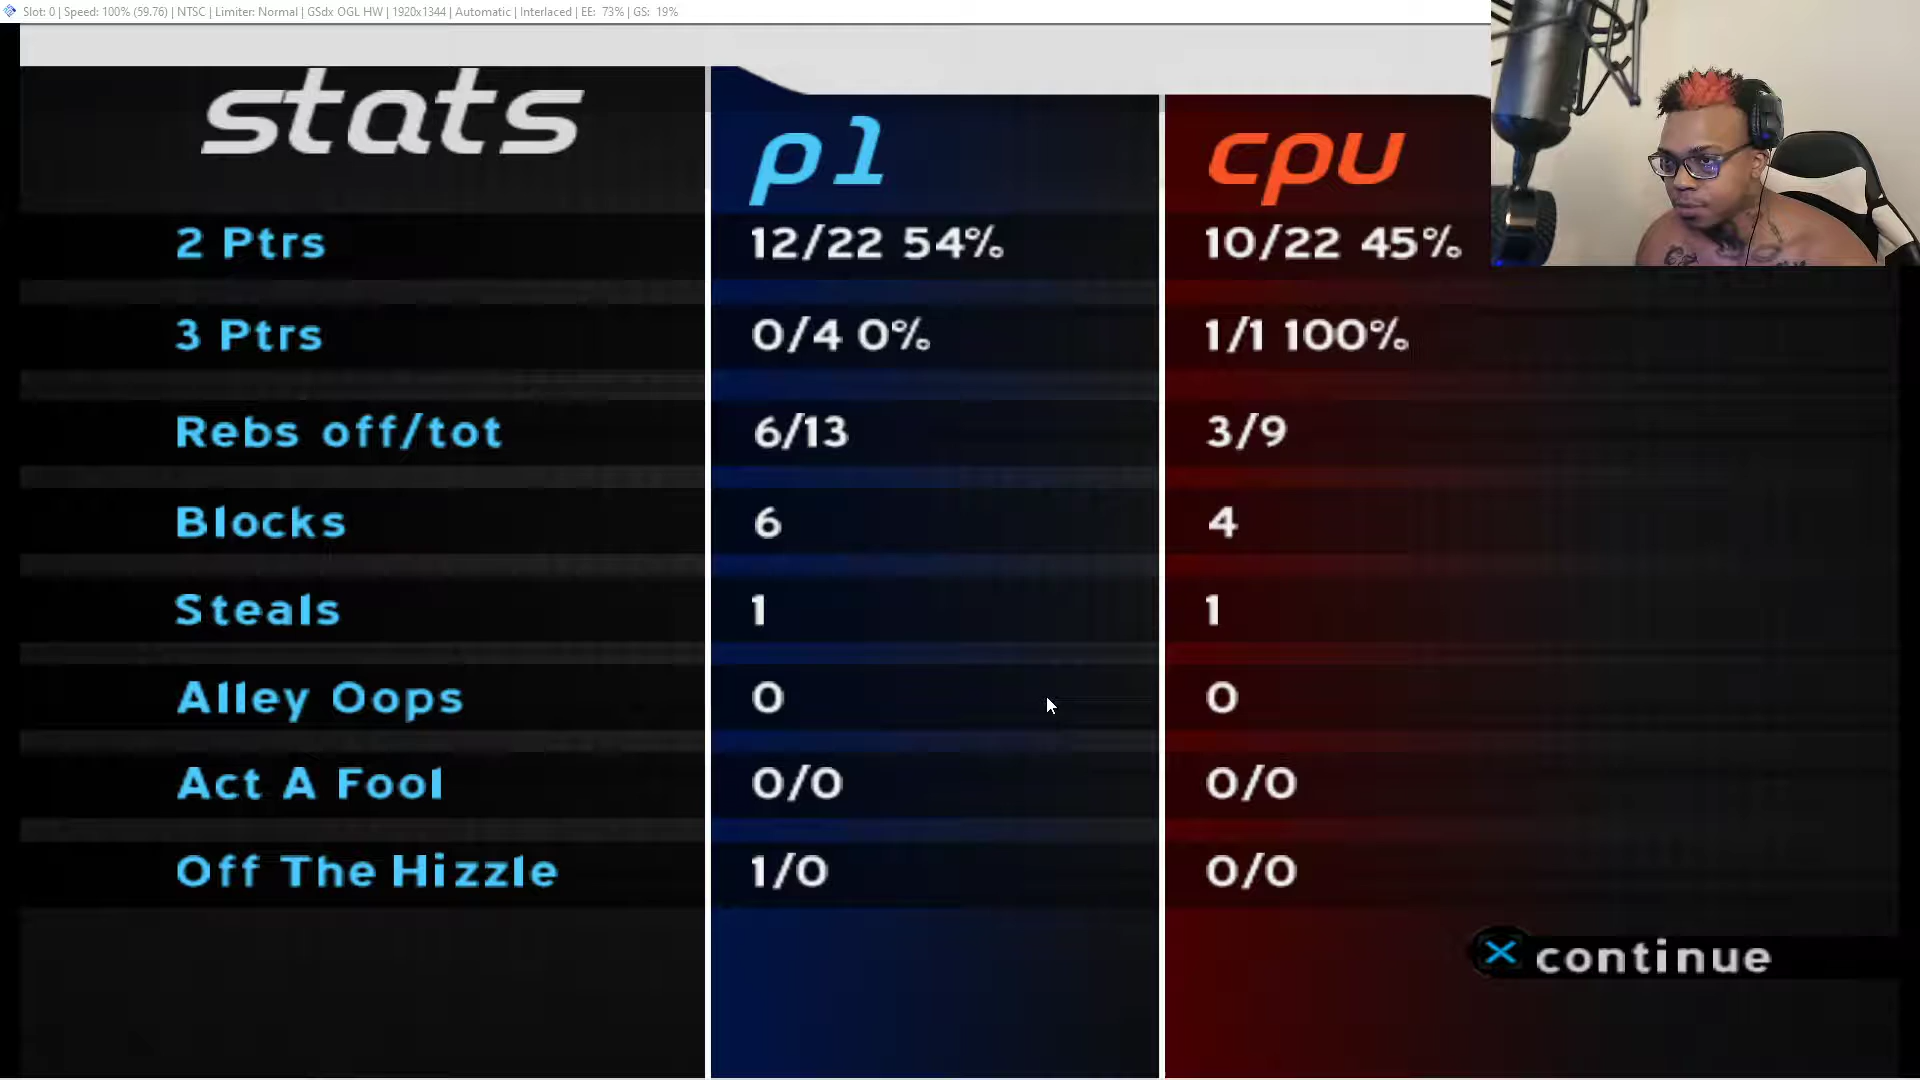 Slot: 0 | Speed: 100% (59.76) | NTSC | Limiter: Normal | GSdx OGL HW | 1920x1344 | Automatic | Interlaced | EE: 73% | GS: 19%
stats p1 cpu
2 Ptrs 12/22 54% 10/22 45%
3 Ptrs 0/4 0% 1/1 100%
Rebs off/tot 6/13 3/9
Blocks 6 4
Steals 1 1
Alley Oops 0 0
Act A Fool 0/0 0/0
Off The Hizzle 1/0 0/0
continue